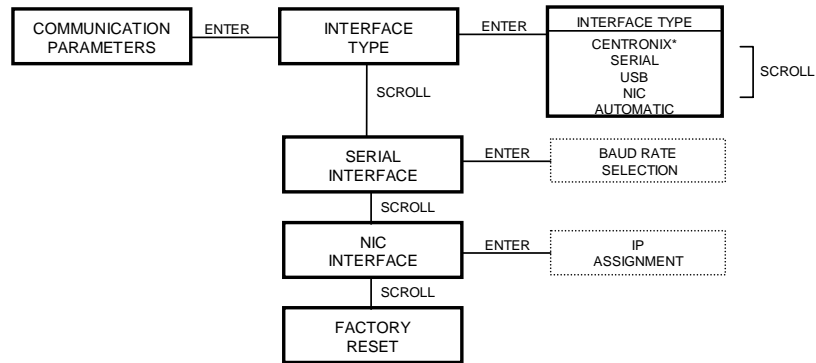 COMMUNICATION
PARAMETERS
ENTER
INTERFACE
TYPE
ENTER
INTERFACE TYPE
CENTRONIX*
SERIAL
USB
NIC
AUTOMATIC
SCROLL
SCROLL
SERIAL
INTERFACE
ENTER
BAUD RATE
SELECTION
SCROLL
NIC
INTERFACE
ENTER
IP
ASSIGNMENT
SCROLL
FACTORY
RESET